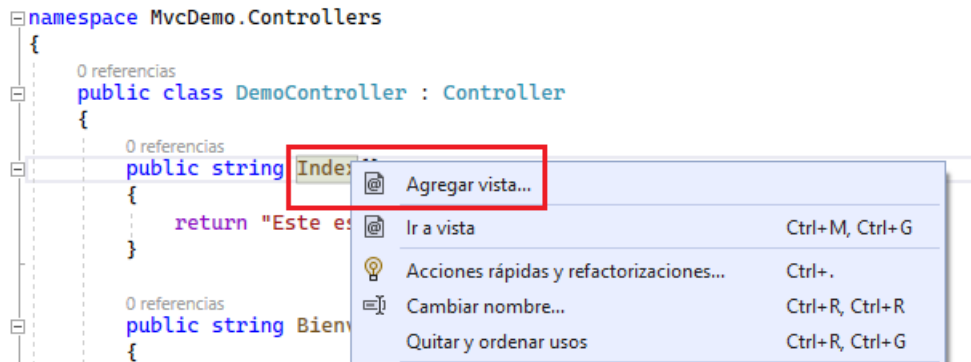 namespace MvcDemo.Controllers
{
0 referencias
public class DemoController : Controller
{
0 referencias
public string Index()
Agregar vista...
{
return "Este es
Ir a vista Ctrl+M, Ctrl+G
}
Acciones rápidas y refactorizaciones... Ctrl+.
0 referencias
Cambiar nombre... Ctrl+R, Ctrl+R
public string Bienv
Quitar y ordenar usos Ctrl+R, Ctrl+G
{